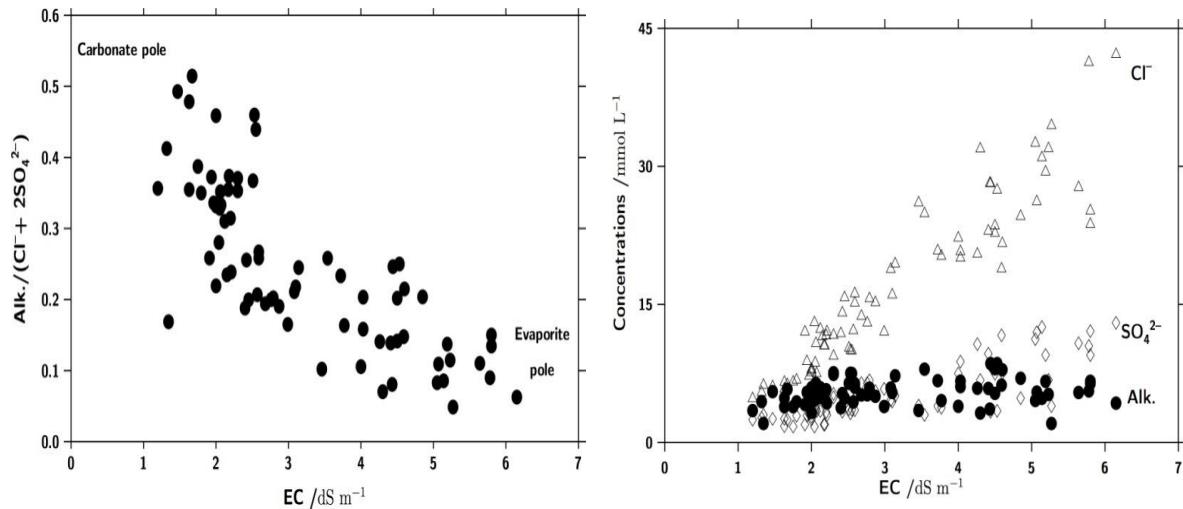 0.6
Carbonate pole
0.5
0.4
0.3
0.2
Evaporite
pole
0.1
0.0
0 1 2 3 4 5 6 7
EC /dS m⁻¹
Alk./(Cl⁻+ 2SO₄²⁻)
45
Cl⁻
30
15
SO₄²⁻
Alk.
0
0 1 2 3 4 5 6 7
EC /dS m⁻¹
Concentrations /mmol L⁻¹